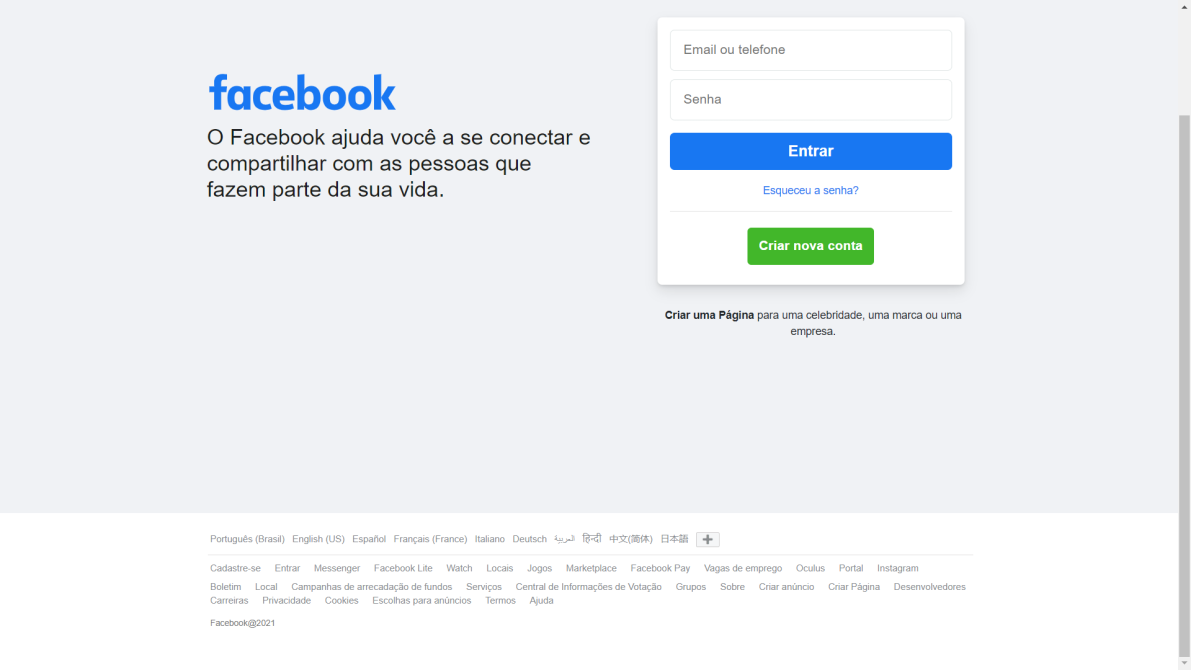 facebook
O Facebook ajuda você a se conectar e
compartilhar com as pessoas que
fazem parte da sua vida.
Email ou telefone
Senha
Entrar
Esqueceu a senha?
Criar nova conta
Criar uma Página para uma celebridade, uma marca ou uma
empresa.
Português (Brasil) English (US) Español Français (France) Italiano Deutsch العربية हिन्दी 中文(简体) 日本語
Cadastre-se Entrar Messenger Facebook Lite Watch Locais Jogos Marketplace Facebook Pay Vagas de emprego Oculus Portal Instagram
Boletim Local Campanhas de arrecadação de fundos Serviços Central de Informações de Votação Grupos Sobre Criar anúncio Criar Página Desenvolvedores
Carreiras Privacidade Cookies Escolhas para anúncios Termos Ajuda
Facebook@2021